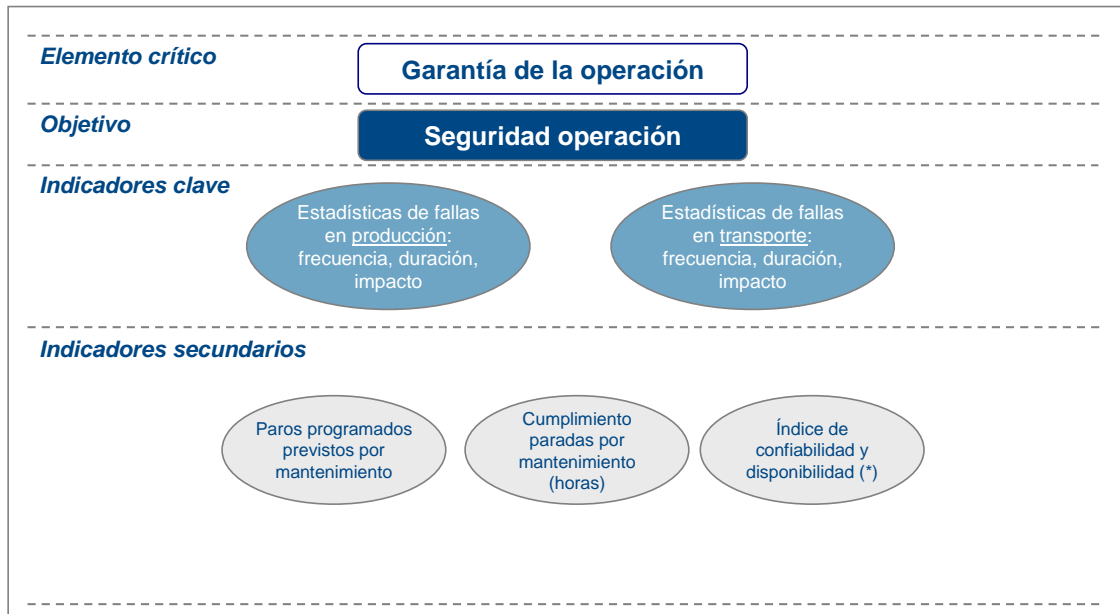 Elemento crítico
Garantía de la operación
Objetivo
Seguridad operación
Indicadores clave
Estadísticas de fallas
en producción:
frecuencia, duración,
impacto
Estadísticas de fallas
en transporte:
frecuencia, duración,
impacto
Indicadores secundarios
Paros programados
previstos por
mantenimiento
Cumplimiento
paradas por
mantenimiento
(horas)
Índice de
confiabilidad y
disponibilidad (*)